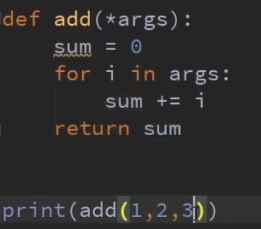 def add(*args):
    sum = 0
    for i in args:
        sum += i
    return sum
print(add(1,2,3))